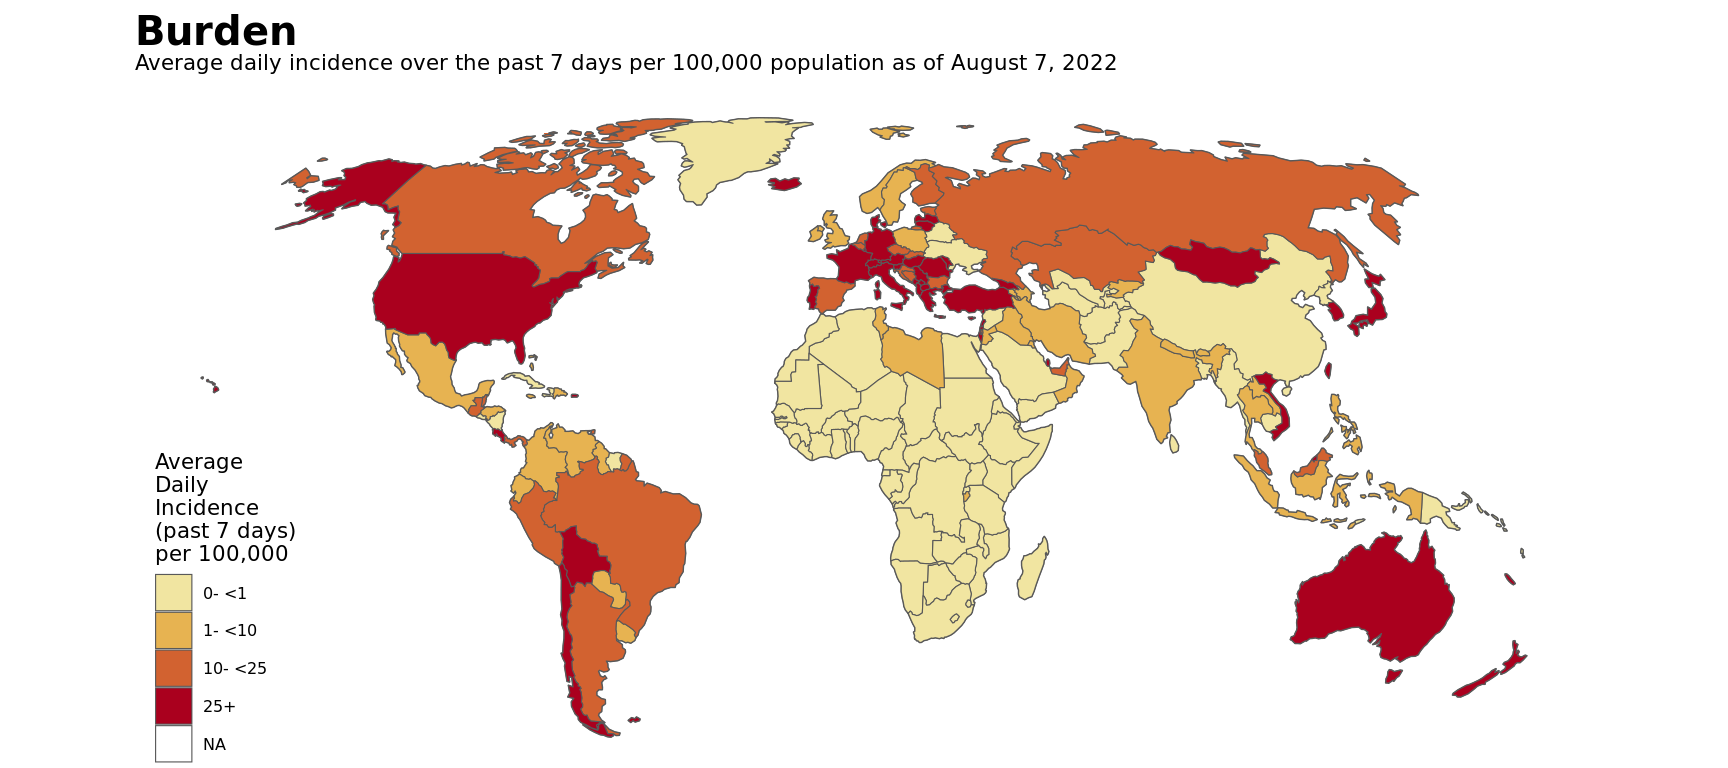 Burden
Average daily incidence over the past 7 days per 100,000 population as of August 7, 2022
Average
Daily
Incidence
(past 7 days)
per 100,000
0- <1
1- <10
10- <25
25+
NA